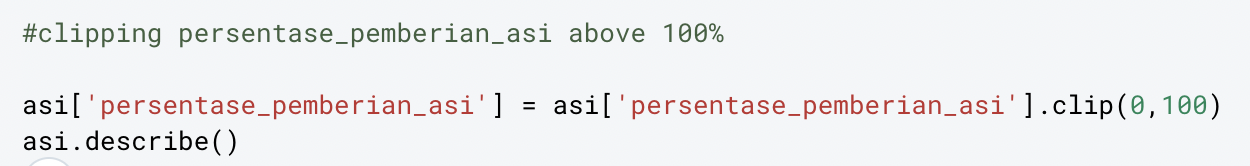 #clipping persentase_pemberian_asi above 100%
asi['persentase_pemberian_asi'] = asi['persentase_pemberian_asi'].clip(0,100)
asi.describe()